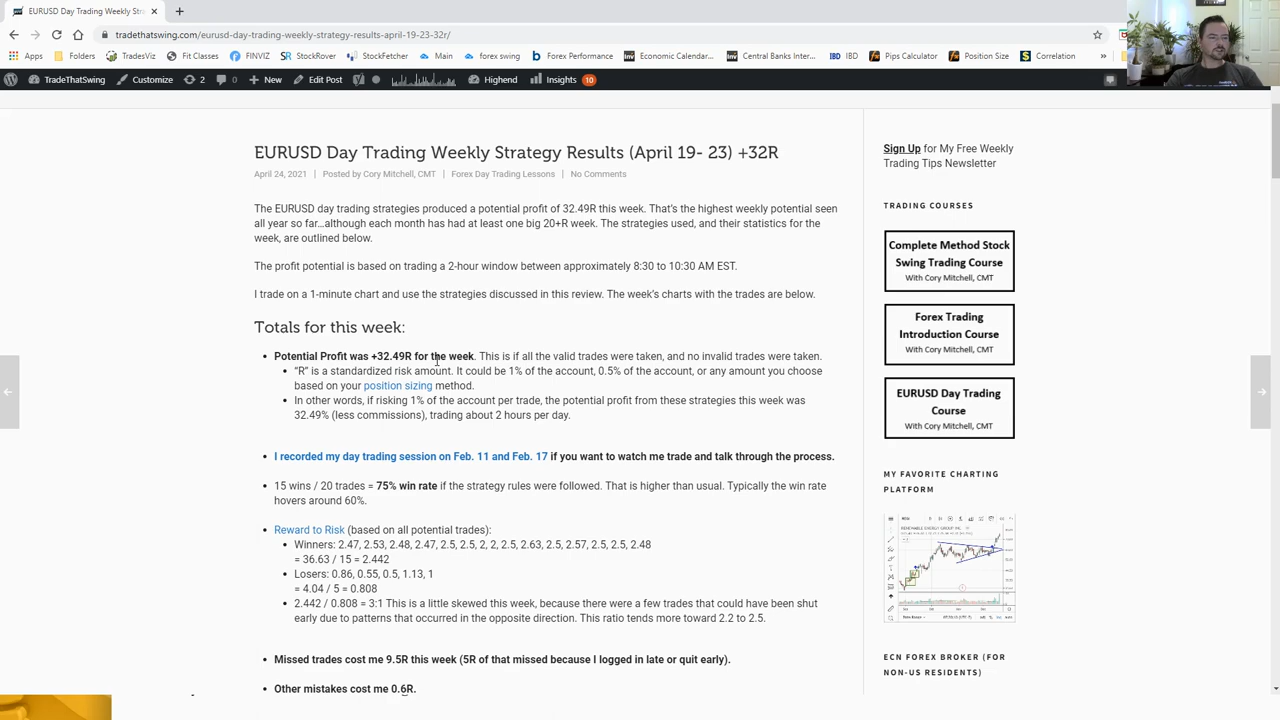 EURUSD Day Trading Weekly Strat
tradethatswing.com/eurusd-day-trading-weekly-strategy-results-april-19-23-32r/
Apps
Folders
TradesViz
Fit Classes
FINVIZ
StockRover
StockFetcher
Main
forex swing
Forex Performance
Economic Calendar...
Central Banks Inter...
IBD
Pips Calculator
Position Size
Correlation
»
TradeThatSwing
Customize
2
0
New
Edit Post
Highend
Insights
10
EURUSD Day Trading Weekly Strategy Results (April 19- 23) +32R
April 24, 2021 | Posted by Cory Mitchell, CMT | Forex Day Trading Lessons | No Comments
The EURUSD day trading strategies produced a potential profit of 32.49R this week. That's the highest weekly potential seen
all year so far...although each month has had at least one big 20+R week. The strategies used, and their statistics for the
week, are outlined below.
The profit potential is based on trading a 2-hour window between approximately 8:30 to 10:30 AM EST.
I trade on a 1-minute chart and use the strategies discussed in this review. The week's charts with the trades are below.
Totals for this week:
Potential Profit was +32.49R for the week. This is if all the valid trades were taken, and no invalid trades were taken.
"R" is a standardized risk amount. It could be 1% of the account, 0.5% of the account, or any amount you choose
based on your position sizing method.
In other words, if risking 1% of the account per trade, the potential profit from these strategies this week was
32.49% (less commissions), trading about 2 hours per day.
I recorded my day trading session on Feb. 11 and Feb. 17 if you want to watch me trade and talk through the process.
15 wins / 20 trades = 75% win rate if the strategy rules were followed. That is higher than usual. Typically the win rate
hovers around 60%.
Reward to Risk (based on all potential trades):
Winners: 2.47, 2.53, 2.48, 2.47, 2.5, 2.5, 2, 2, 2.5, 2.63, 2.5, 2.57, 2.5, 2.5, 2.48
= 36.63 / 15 = 2.442
Losers: 0.86, 0.55, 0.5, 1.13, 1
= 4.04 / 5 = 0.808
2.442 / 0.808 = 3:1 This is a little skewed this week, because there were a few trades that could have been shut
early due to patterns that occurred in the opposite direction. This ratio tends more toward 2.2 to 2.5.
Missed trades cost me 9.5R this week (5R of that missed because I logged in late or quit early).
Other mistakes cost me 0.6R.
Sign Up for My Free Weekly
Trading Tips Newsletter
TRADING COURSES
Complete Method Stock
Swing Trading Course
With Cory Mitchell, CMT
Forex Trading
Introduction Course
With Cory Mitchell, CMT
EURUSD Day Trading
Course
With Cory Mitchell, CMT
MY FAVORITE CHARTING
PLATFORM
ECN FOREX BROKER (FOR
NON-US RESIDENTS)